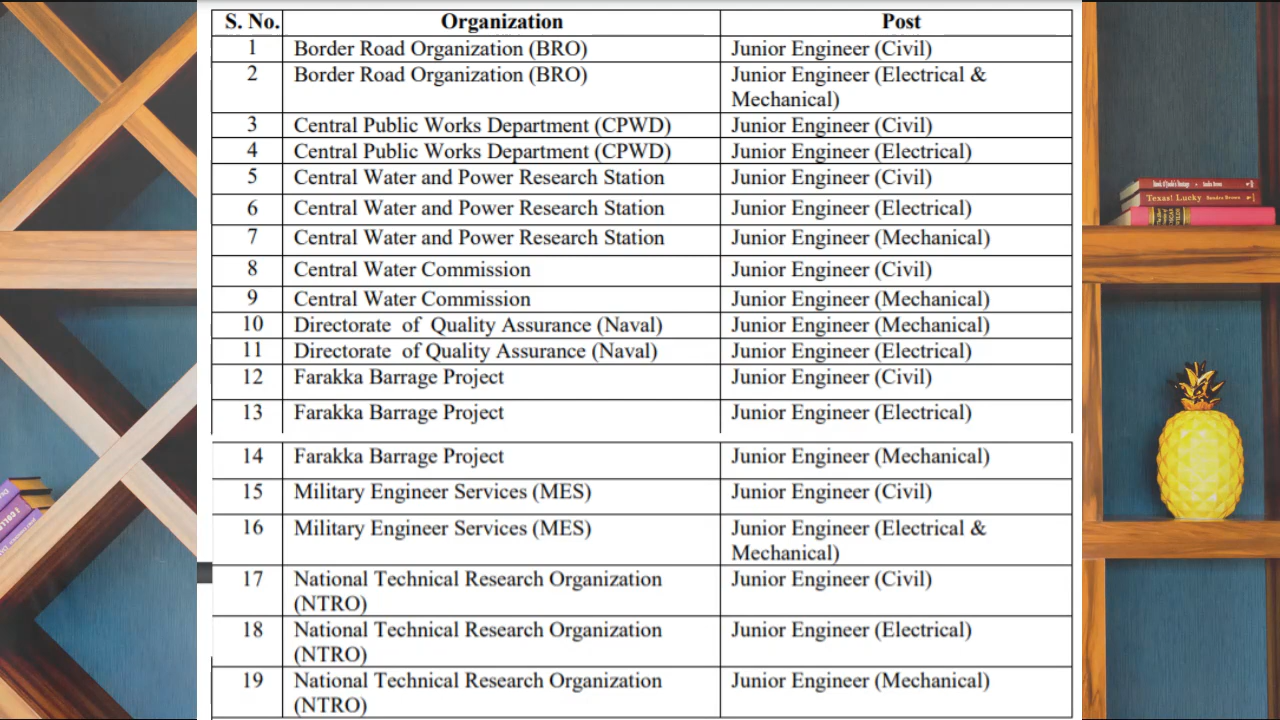 S. No. Organization Post
1 Border Road Organization (BRO) Junior Engineer (Civil)
2 Border Road Organization (BRO) Junior Engineer (Electrical &
Mechanical)
3 Central Public Works Department (CPWD) Junior Engineer (Civil)
4 Central Public Works Department (CPWD) Junior Engineer (Electrical)
5 Central Water and Power Research Station Junior Engineer (Civil)
6 Central Water and Power Research Station Junior Engineer (Electrical)
7 Central Water and Power Research Station Junior Engineer (Mechanical)
8 Central Water Commission Junior Engineer (Civil)
9 Central Water Commission Junior Engineer (Mechanical)
10 Directorate of Quality Assurance (Naval) Junior Engineer (Mechanical)
11 Directorate of Quality Assurance (Naval) Junior Engineer (Electrical)
12 Farakka Barrage Project Junior Engineer (Civil)
13 Farakka Barrage Project Junior Engineer (Electrical)
14 Farakka Barrage Project Junior Engineer (Mechanical)
15 Military Engineer Services (MES) Junior Engineer (Civil)
16 Military Engineer Services (MES) Junior Engineer (Electrical &
Mechanical)
17 National Technical Research Organization Junior Engineer (Civil)
(NTRO)
18 National Technical Research Organization Junior Engineer (Electrical)
(NTRO)
19 National Technical Research Organization Junior Engineer (Mechanical)
(NTRO)
Texas! Lucky Sandra Brown